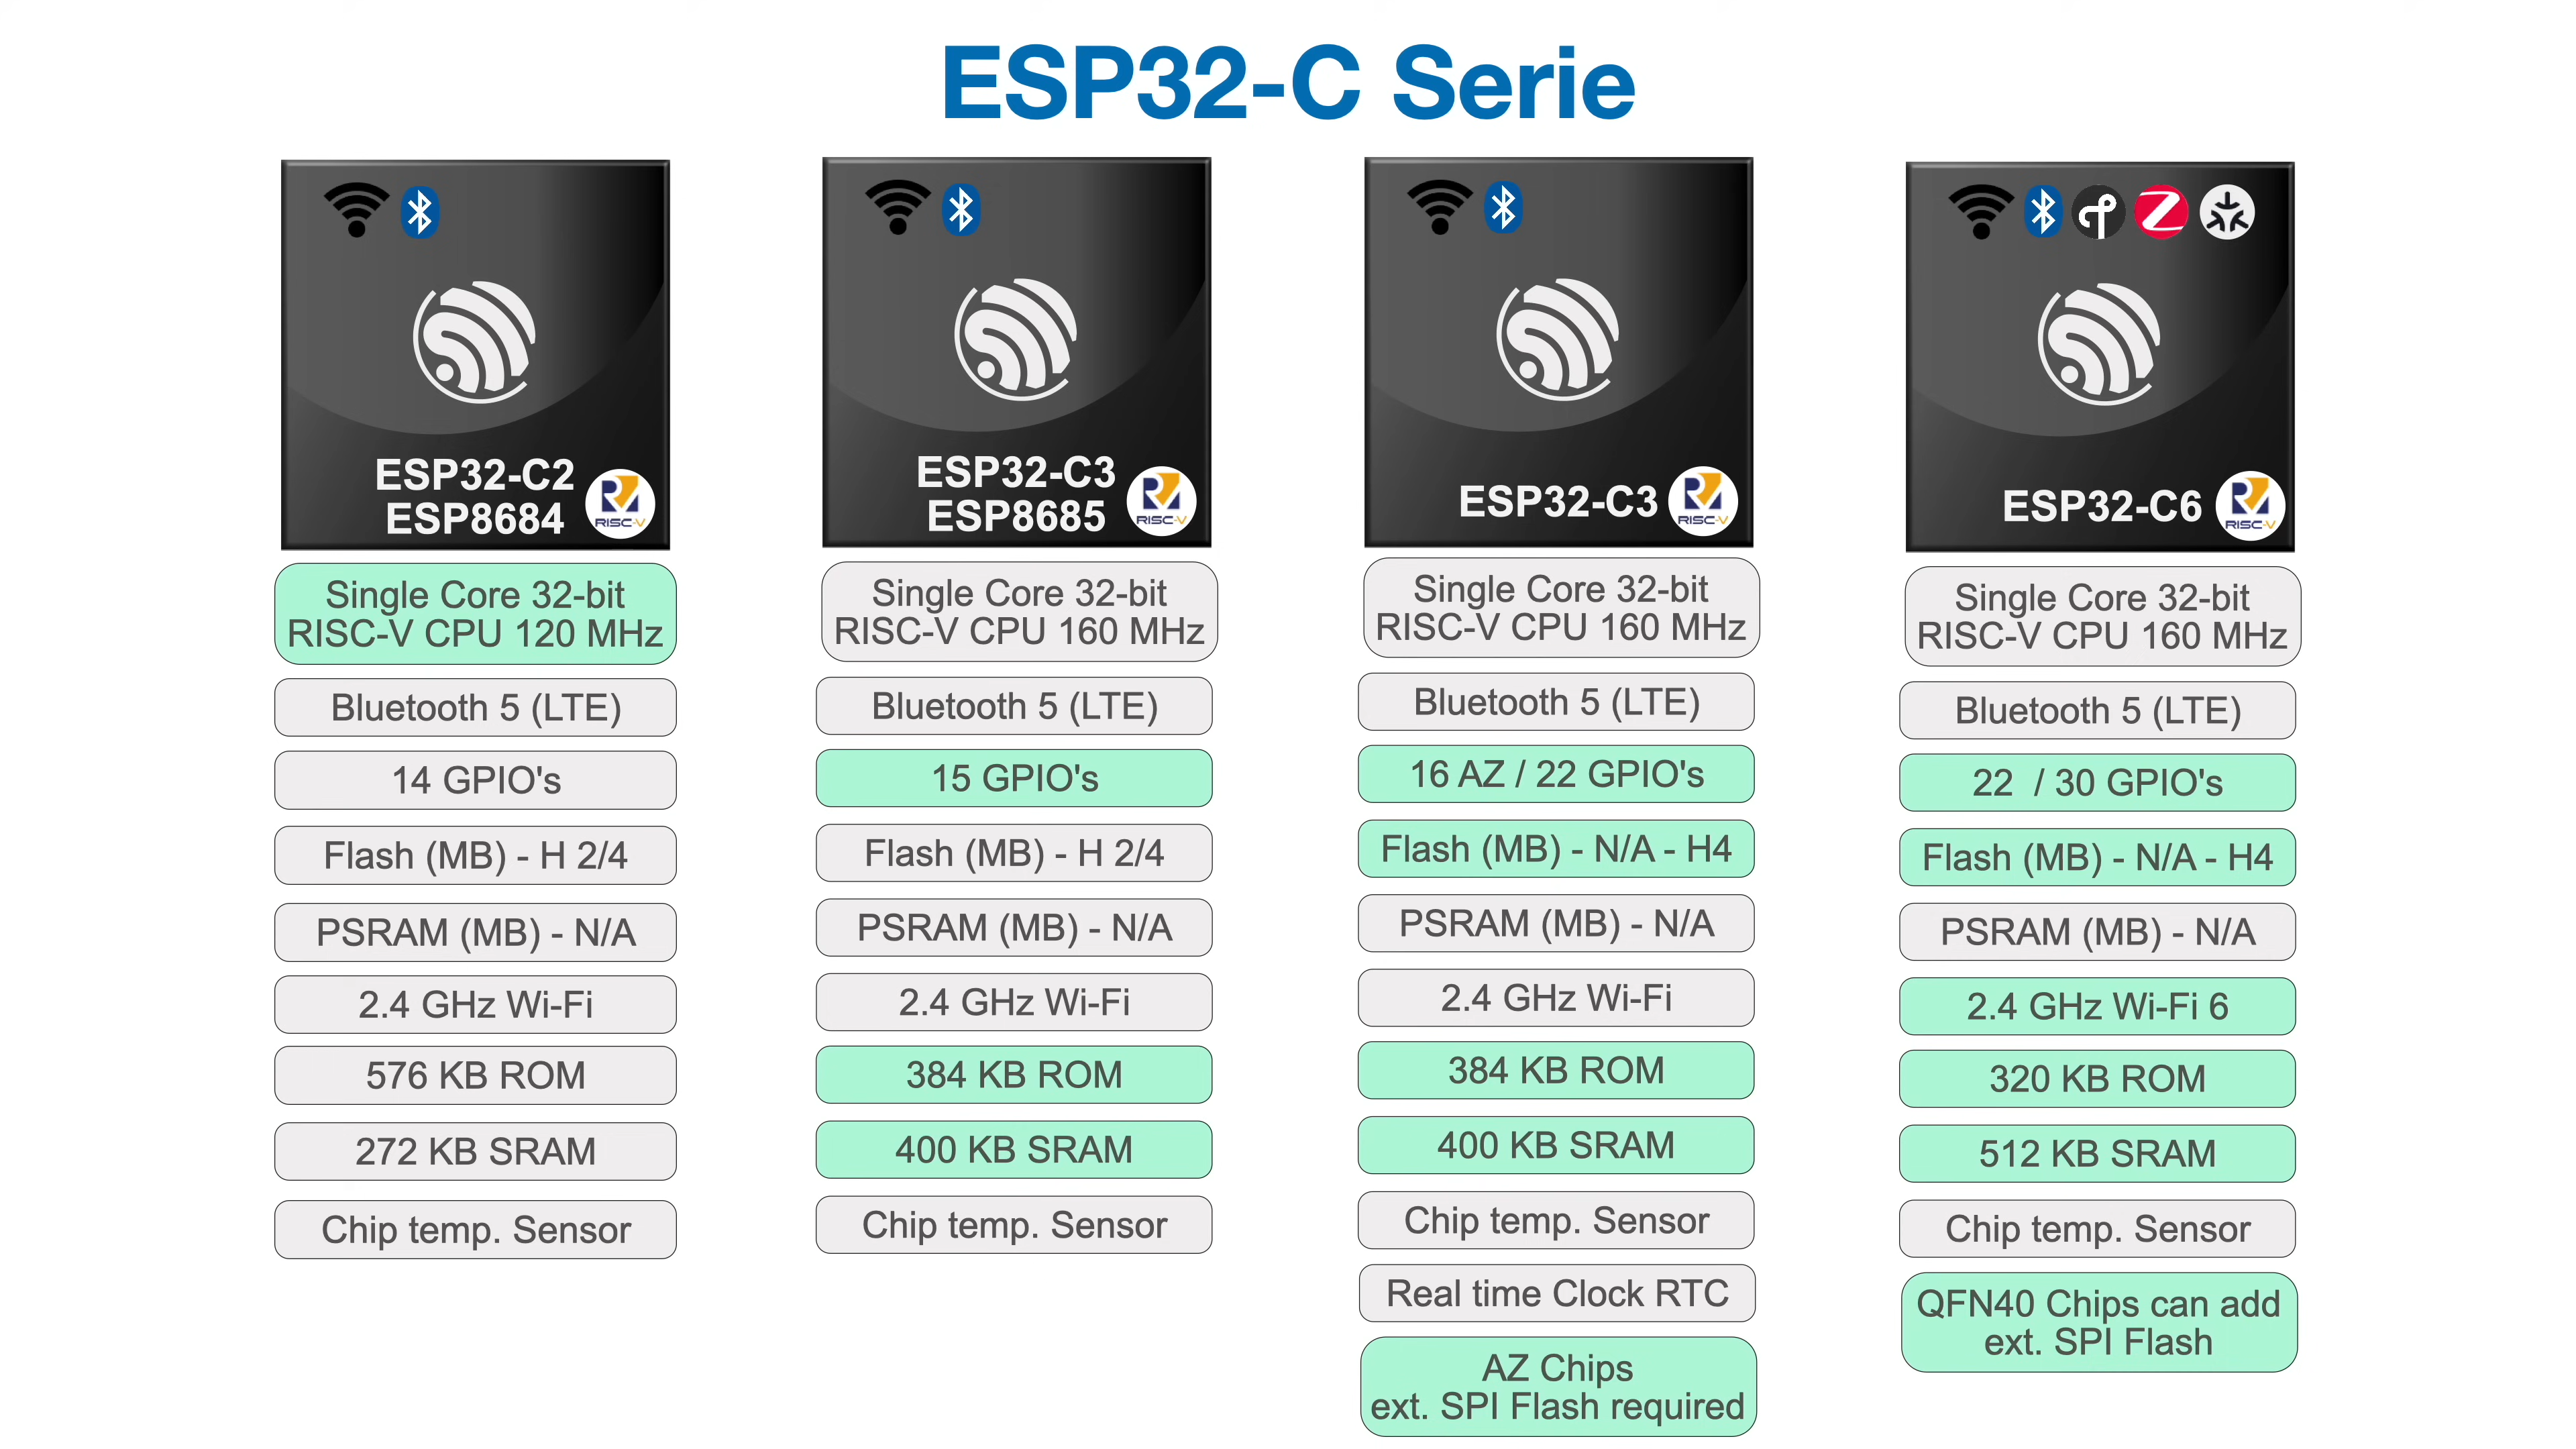 ESP32-C Serie
ESP32-C2
ESP8684
RISC-V
Single Core 32-bit
RISC-V CPU 120 MHz
Bluetooth 5 (LTE)
14 GPIO's
Flash (MB) - H 2/4
PSRAM (MB) - N/A
2.4 GHz Wi-Fi
576 KB ROM
272 KB SRAM
Chip temp. Sensor
ESP32-C3
ESP8685
RISC-V
Single Core 32-bit
RISC-V CPU 160 MHz
Bluetooth 5 (LTE)
15 GPIO's
Flash (MB) - H 2/4
PSRAM (MB) - N/A
2.4 GHz Wi-Fi
384 KB ROM
400 KB SRAM
Chip temp. Sensor
ESP32-C3
RISC-V
Single Core 32-bit
RISC-V CPU 160 MHz
Bluetooth 5 (LTE)
16 AZ / 22 GPIO's
Flash (MB) - N/A - H4
PSRAM (MB) - N/A
2.4 GHz Wi-Fi
384 KB ROM
400 KB SRAM
Chip temp. Sensor
Real time Clock RTC
AZ Chips
ext. SPI Flash required
ESP32-C6
RISC-V
Single Core 32-bit
RISC-V CPU 160 MHz
Bluetooth 5 (LTE)
22 / 30 GPIO's
Flash (MB) - N/A - H4
PSRAM (MB) - N/A
2.4 GHz Wi-Fi 6
320 KB ROM
512 KB SRAM
Chip temp. Sensor
QFN40 Chips can add
ext. SPI Flash